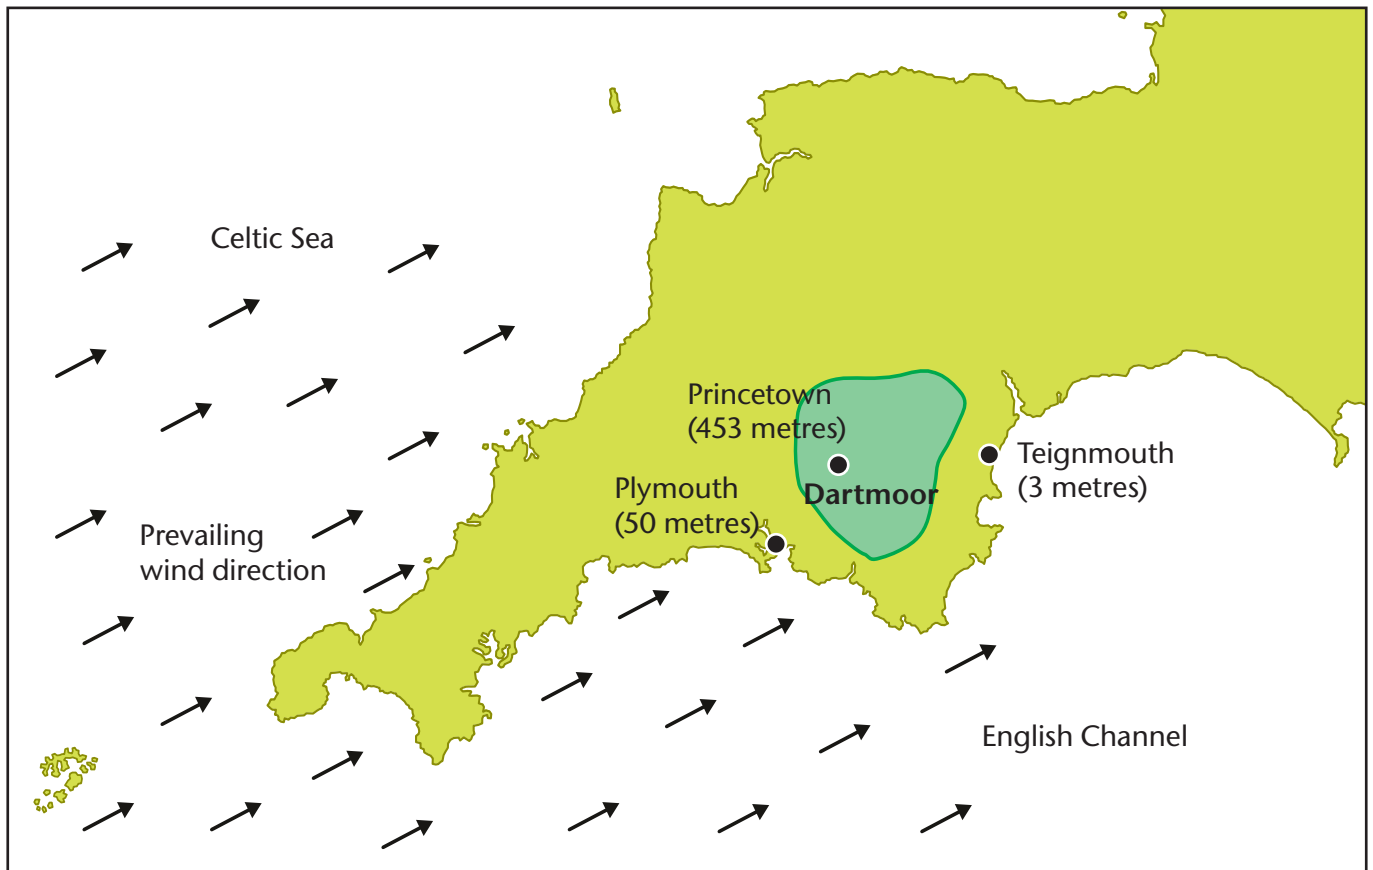 Celtic Sea
Princetown
(453 metres)
Teignmouth
(3 metres)
Plymouth
(50 metres)
Dartmoor
Prevailing
wind direction
English Channel